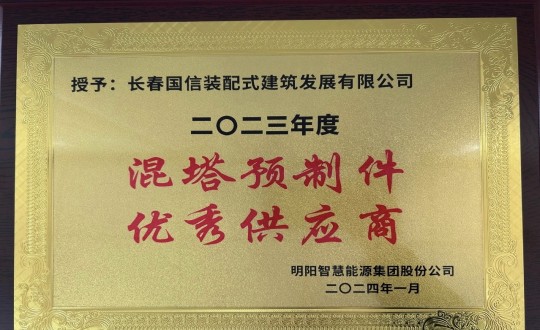 授予：长春国信装配式建筑发展有限公司
二〇二三年度
混塔预制件
优秀供应商
明阳智慧能源集团股份公司
二〇二四年一月